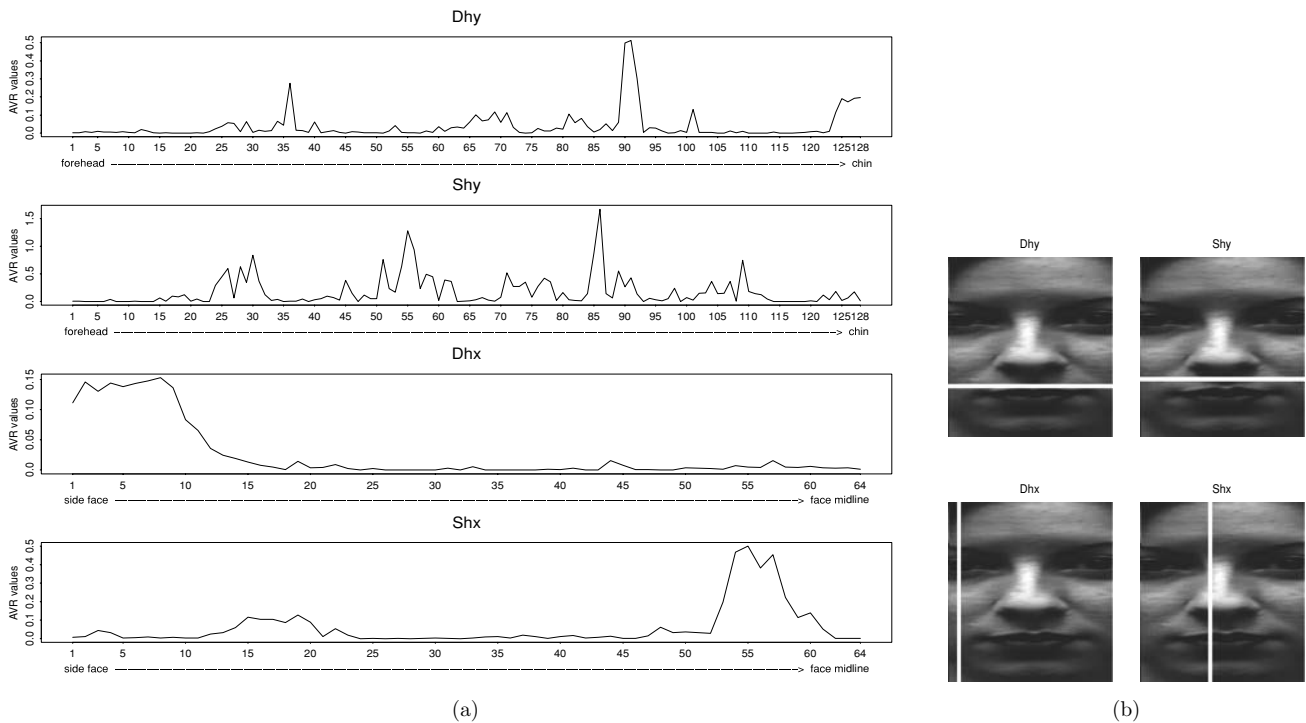 Dhy
AVR values
0.0 0.1 0.2 0.3 0.4 0.5
1 5 10 15 20 25 30 35 40 45 50 55 60 65 70 75 80 85 90 95 100 105 110 115 120 125 128
forehead -----> chin
Shy
AVR values
0.0 0.5 1.0 1.5
1 5 10 15 20 25 30 35 40 45 50 55 60 65 70 75 80 85 90 95 100 105 110 115 120 125 128
forehead -----> chin
Dhx
AVR values
0.0 0.05 0.10 0.15
1 5 10 15 20 25 30 35 40 45 50 55 60 64
side face -----> face midline
Shx
AVR values
0.0 0.1 0.2 0.3 0.4 0.5
1 5 10 15 20 25 30 35 40 45 52 55 60 64
side face -----> face midline
(a)
Dhy Shy
Dhx Shx
(b)